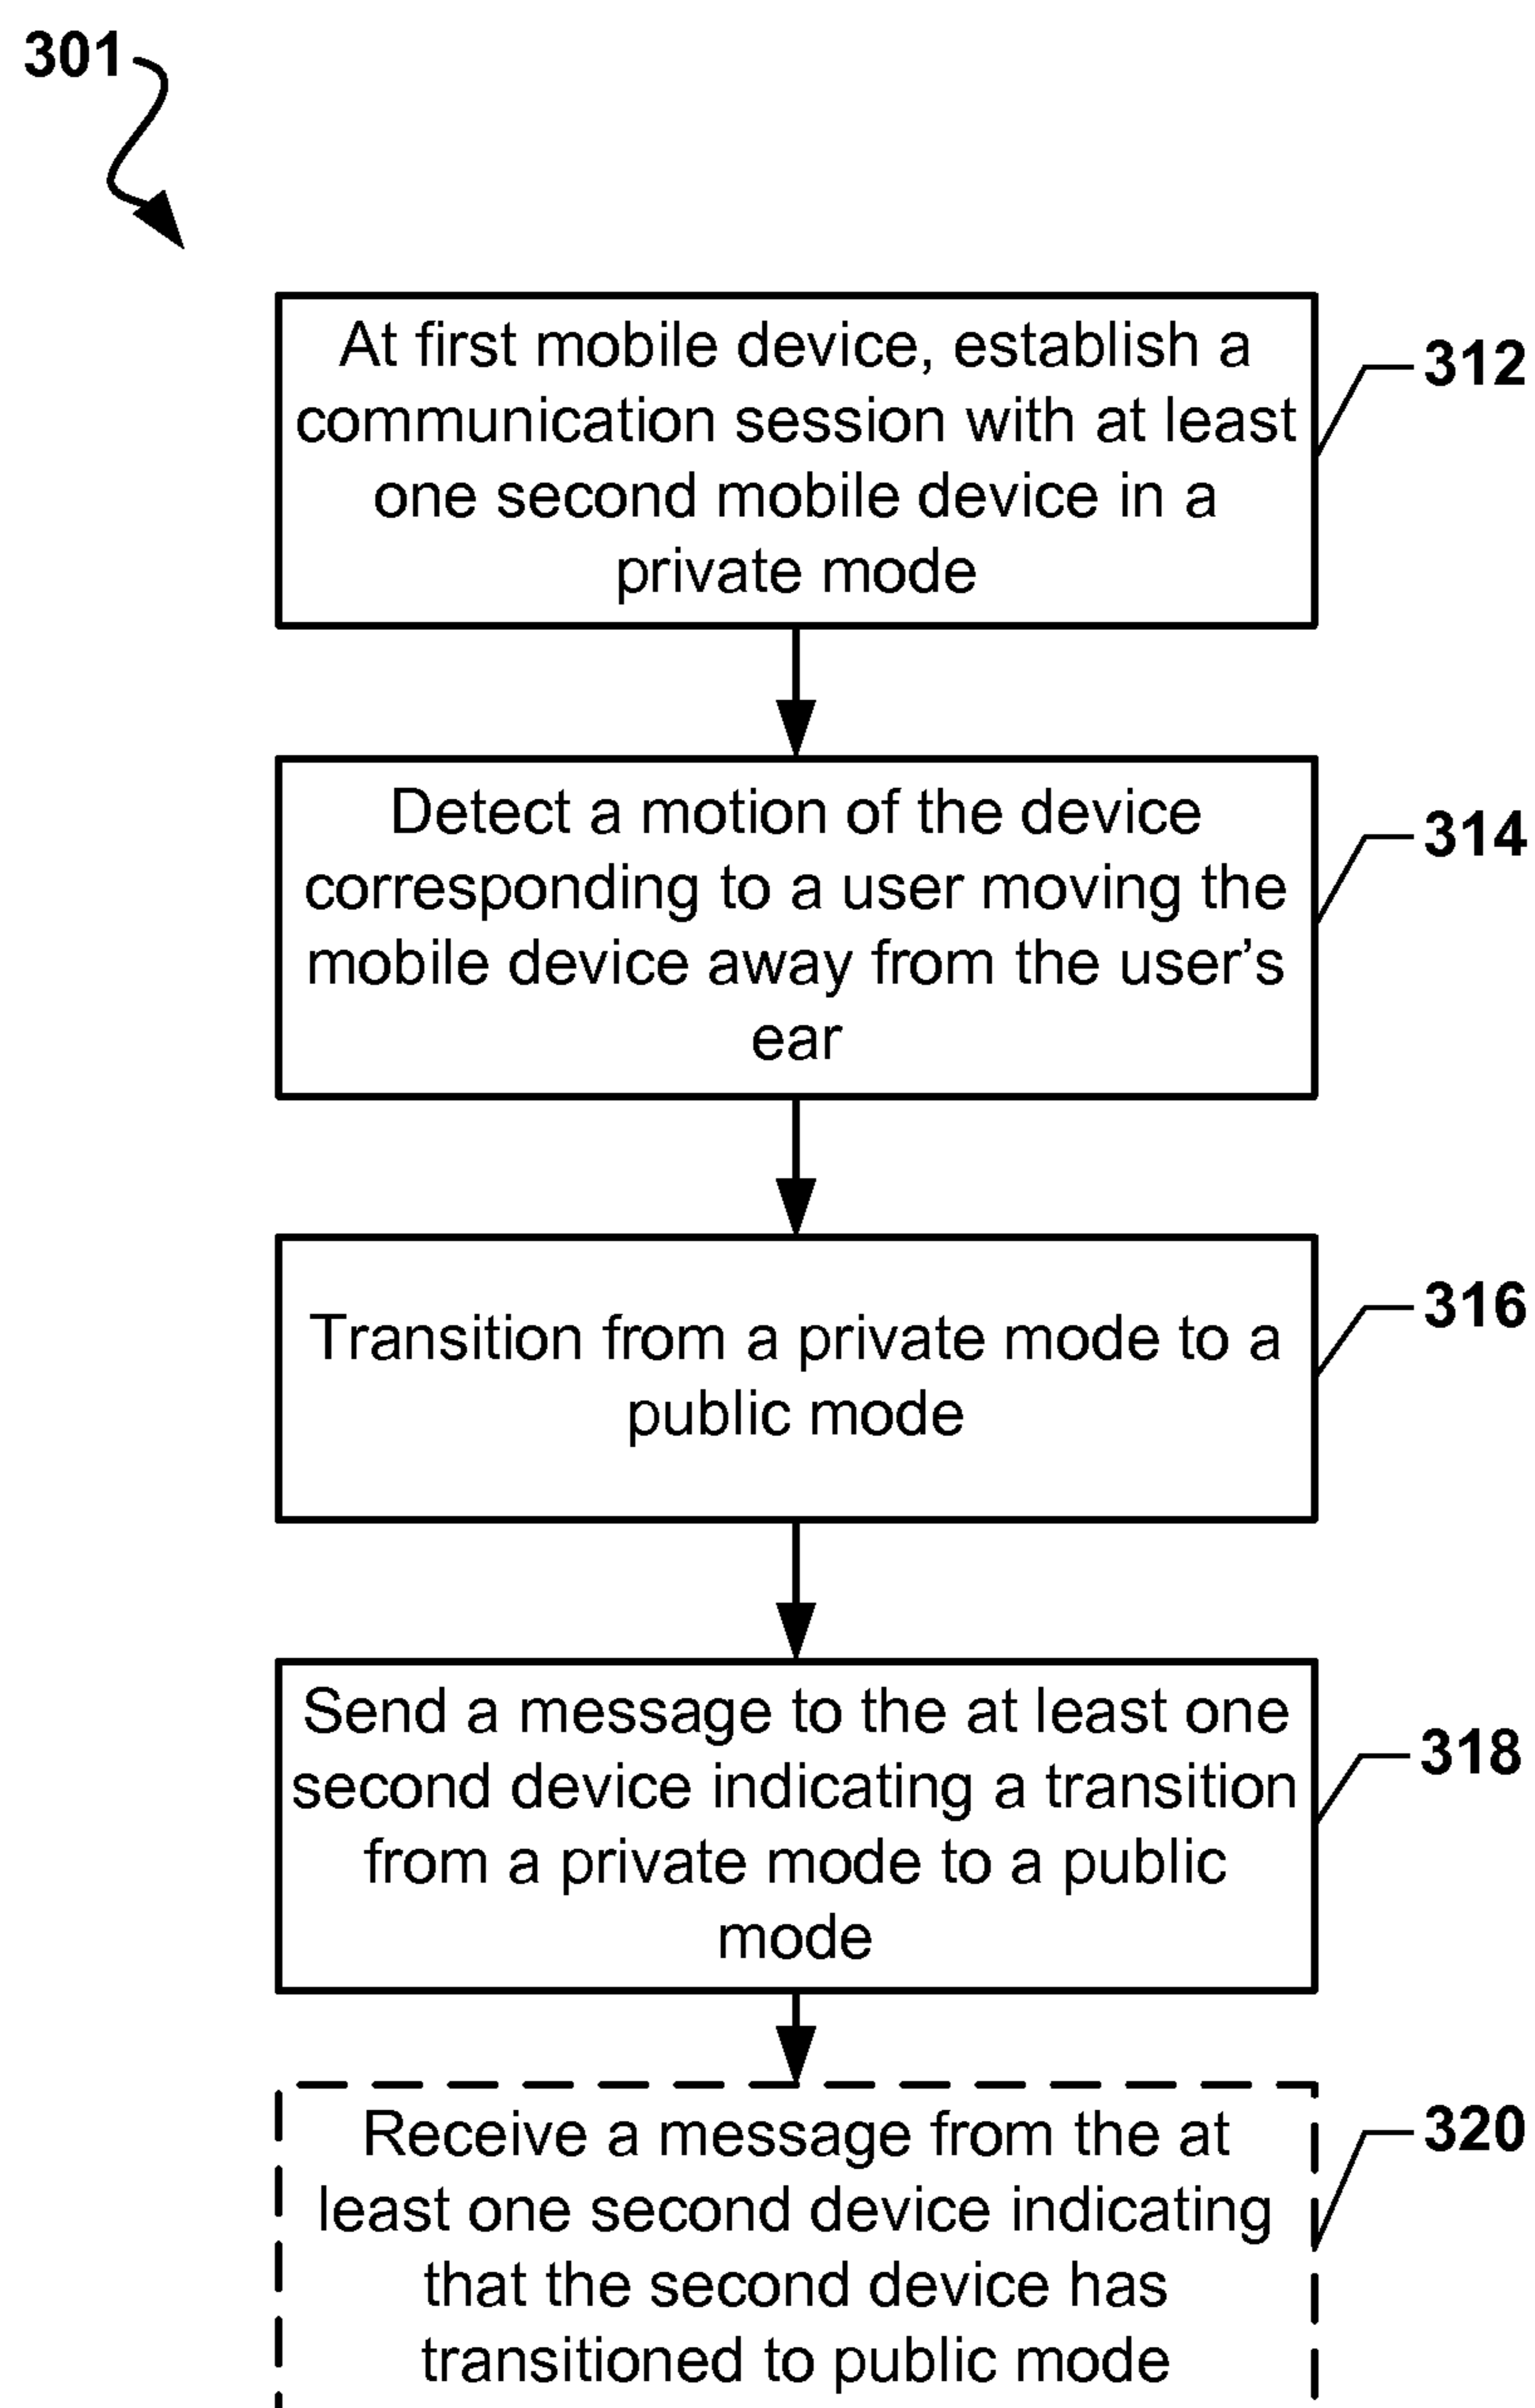 301
At first mobile device, establish a
communication session with at least
one second mobile device in a
private mode
312
Detect a motion of the device
corresponding to a user moving the
mobile device away from the user’s
ear
314
Transition from a private mode to a
public mode
316
Send a message to the at least one
second device indicating a transition
from a private mode to a public
mode
318
Receive a message from the at
least one second device indicating
that the second device has
transitioned to public mode
320